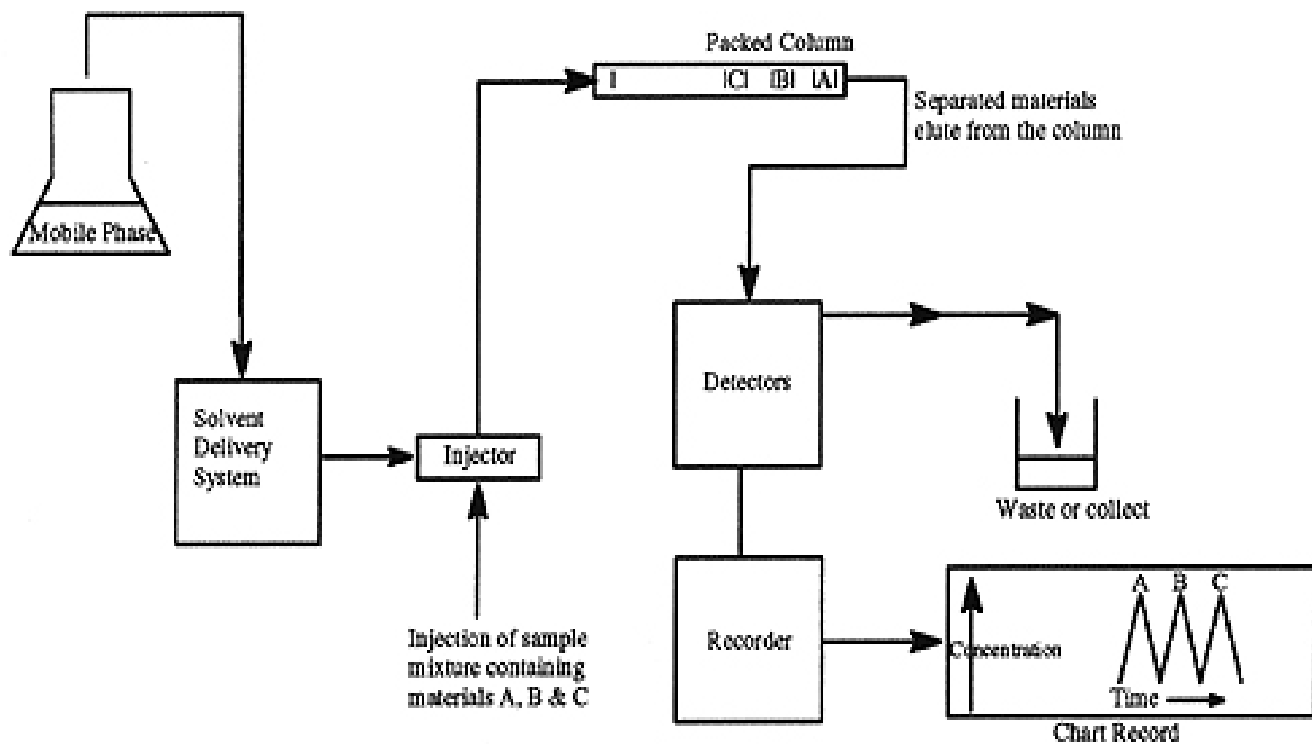 Packed Column
|C| |B| |A|
Separated materials
elute from the column
Mobile Phase
Solvent
Delivery
System
Injector
Detectors
Waste or collect
Injection of sample
mixture containing
materials A, B & C
Recorder
A B C
Concentration
Time
Chart Record